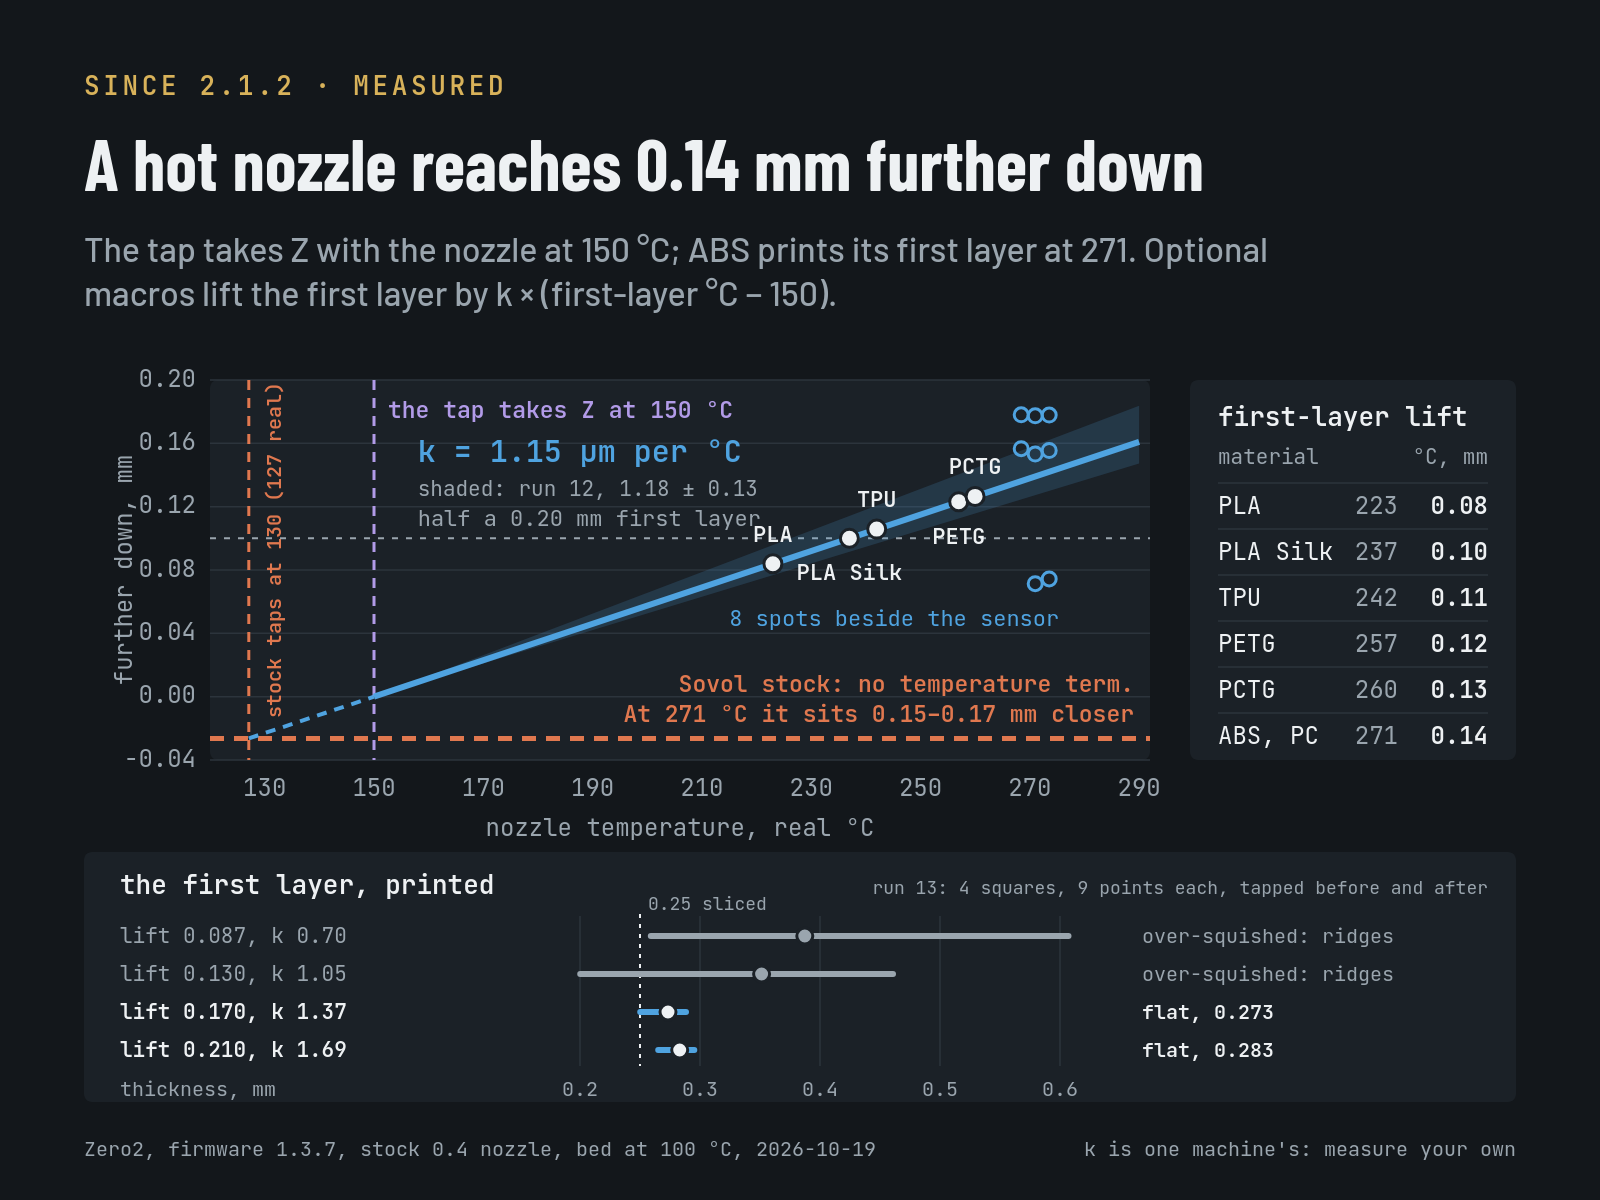 SINCE 2.1.2 · MEASURED
A hot nozzle reaches 0.14 mm further down
The tap takes Z with the nozzle at 150 °C; ABS prints its first layer at 271. Optional
macros lift the first layer by k × (first-layer °C − 150).
further down, mm
0.20
0.16
0.12
0.08
0.04
0.00
-0.04
stock taps at 130 (127 real)
the tap takes Z at 150 °C
k = 1.15 µm per °C
shaded: run 12, 1.18 ± 0.13
half a 0.20 mm first layer
PLA
PLA Silk
TPU
PETG
PCTG
8 spots beside the sensor
Sovol stock: no temperature term.
At 271 °C it sits 0.15–0.17 mm closer
130 150 170 190 210 230 250 270 290
nozzle temperature, real °C
first-layer lift
material °C, mm
PLA 223 0.08
PLA Silk 237 0.10
TPU 242 0.11
PETG 257 0.12
PCTG 260 0.13
ABS, PC 271 0.14
the first layer, printed
run 13: 4 squares, 9 points each, tapped before and after
0.25 sliced
lift 0.087, k 0.70 over-squished: ridges
lift 0.130, k 1.05 over-squished: ridges
lift 0.170, k 1.37 flat, 0.273
lift 0.210, k 1.69 flat, 0.283
thickness, mm 0.2 0.3 0.4 0.5 0.6
Zero2, firmware 1.3.7, stock 0.4 nozzle, bed at 100 °C, 2026-10-19
k is one machine's: measure your own